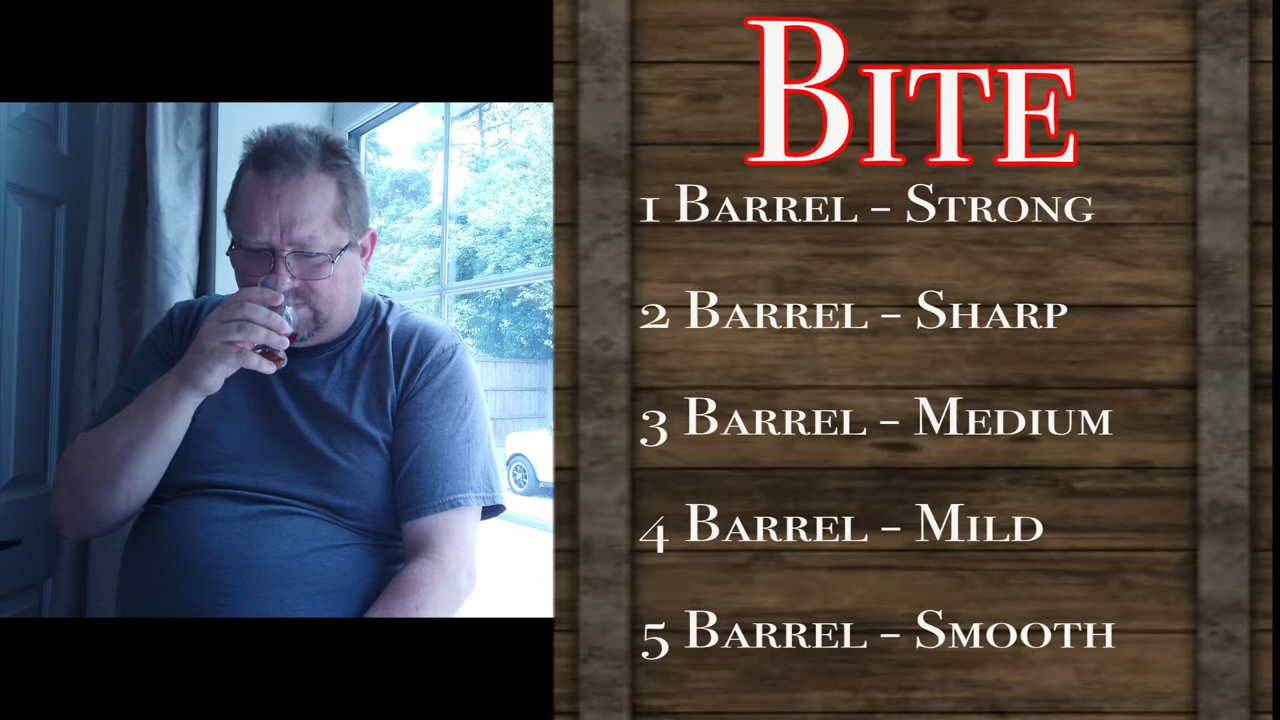 Bite
1 Barrel – Strong
2 Barrel – Sharp
3 Barrel – Medium
4 Barrel – Mild
5 Barrel – Smooth